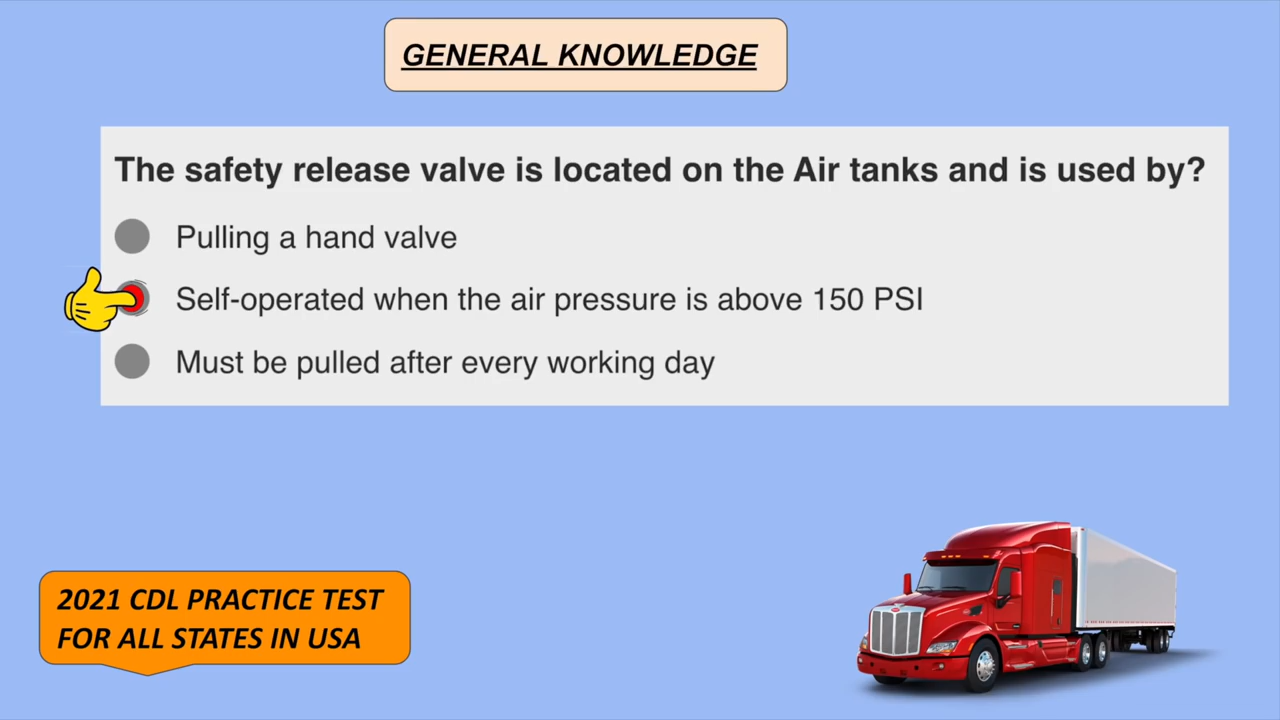 GENERAL KNOWLEDGE
The safety release valve is located on the Air tanks and is used by?
Pulling a hand valve
Self-operated when the air pressure is above 150 PSI
Must be pulled after every working day
2021 CDL PRACTICE TEST
FOR ALL STATES IN USA